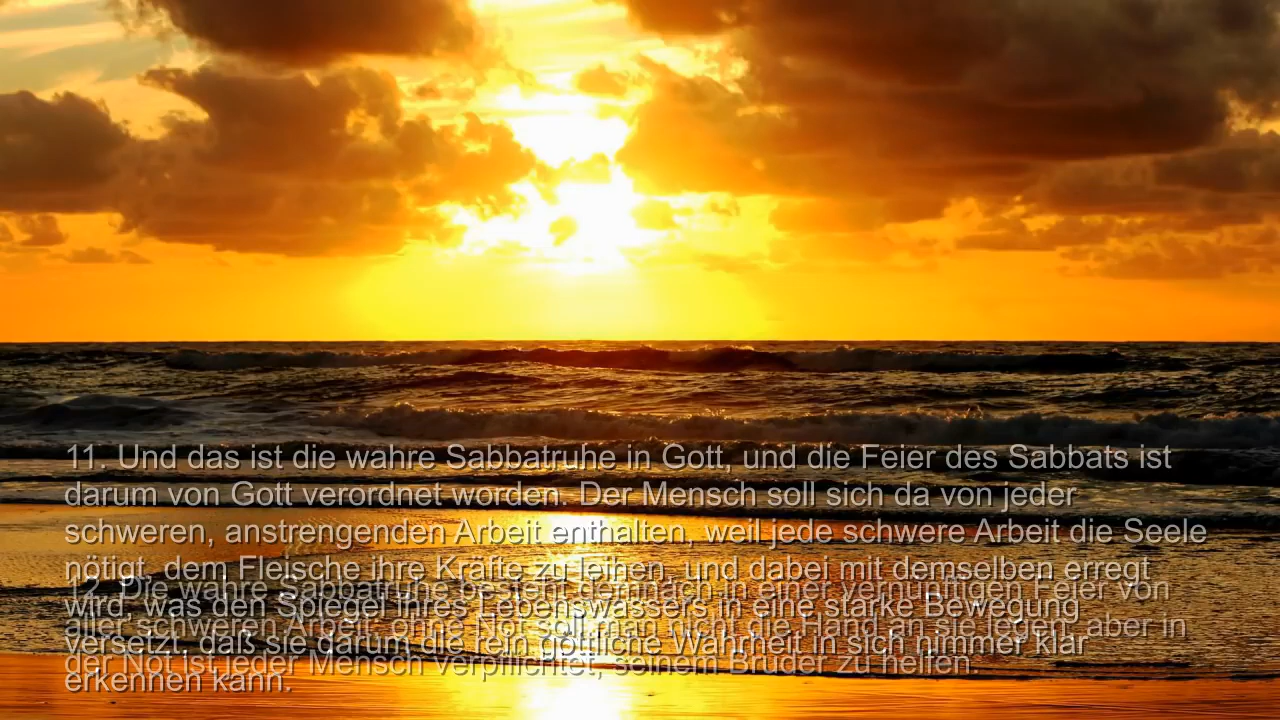 11. Und das ist die wahre Sabbatruhe in Gott, und die Feier des Sabbats ist
darum von Gott verordnet worden. Der Mensch soll sich da von jeder
schweren, anstrengenden Arbeit enthalten, weil jede schwere Arbeit die Seele
nötigt, dem Fleische ihre Kräfte zu leihen, und dabei mit demselben erregt
12. Die wahre Sabbatruhe besteht demnach in einer vernünftigen Feier von
wird, was den Spiegel ihres Lebenswassers in eine starke Bewegung
aller schweren Arbeit; ohne Not soll man nicht die Hand an sie legen, aber in
versetzt, daß sie darum die rein göttliche Wahrheit in sich nimmer klar
der Not ist jeder Mensch verpflichtet, seinem Bruder zu helfen.
erkennen kann.